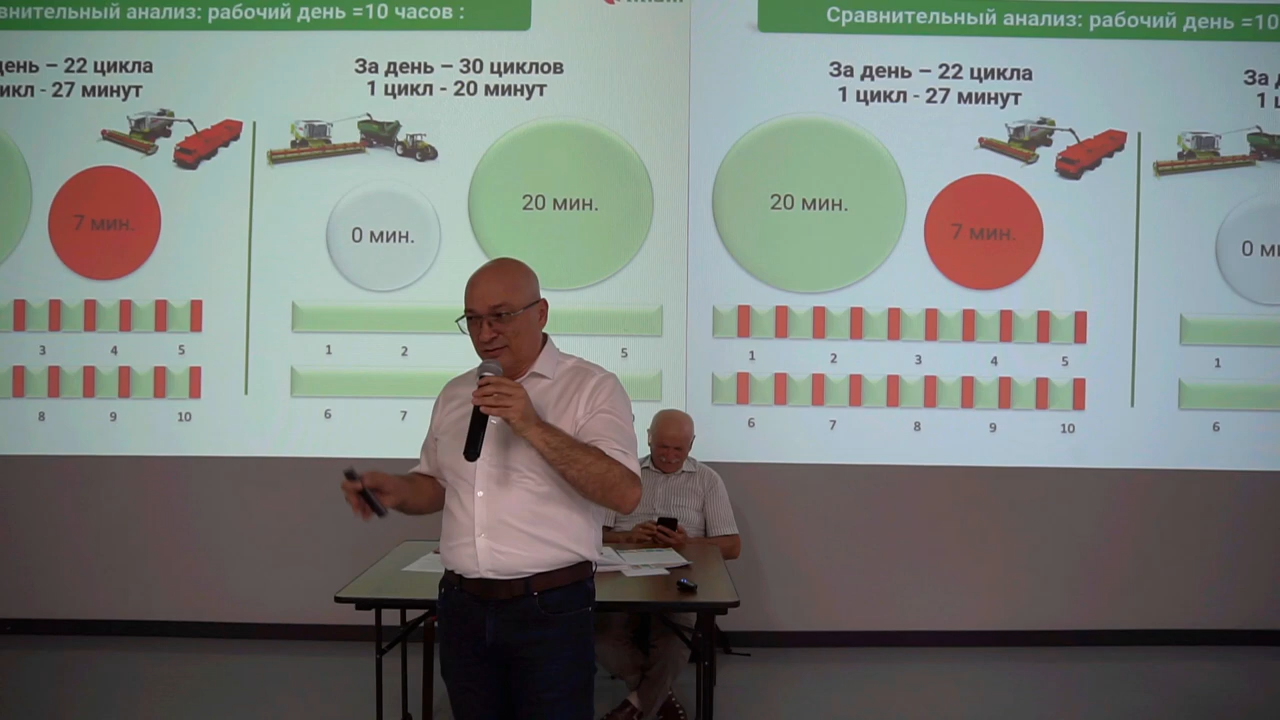 внительный анализ: рабочий день =10 часов :
ень – 22 цикла
икл - 27 минут
7 мин.
3 4 5
8 9 10
За день – 30 циклов
1 цикл - 20 минут
0 мин.
20 мин.
1 2 5
6 7
Сравнительный анализ: рабочий день =10
За день – 22 цикла
1 цикл - 27 минут
20 мин.
7 мин.
1 2 3 4 5
6 7 8 9 10
За д
1 ц
0 ми
1
6